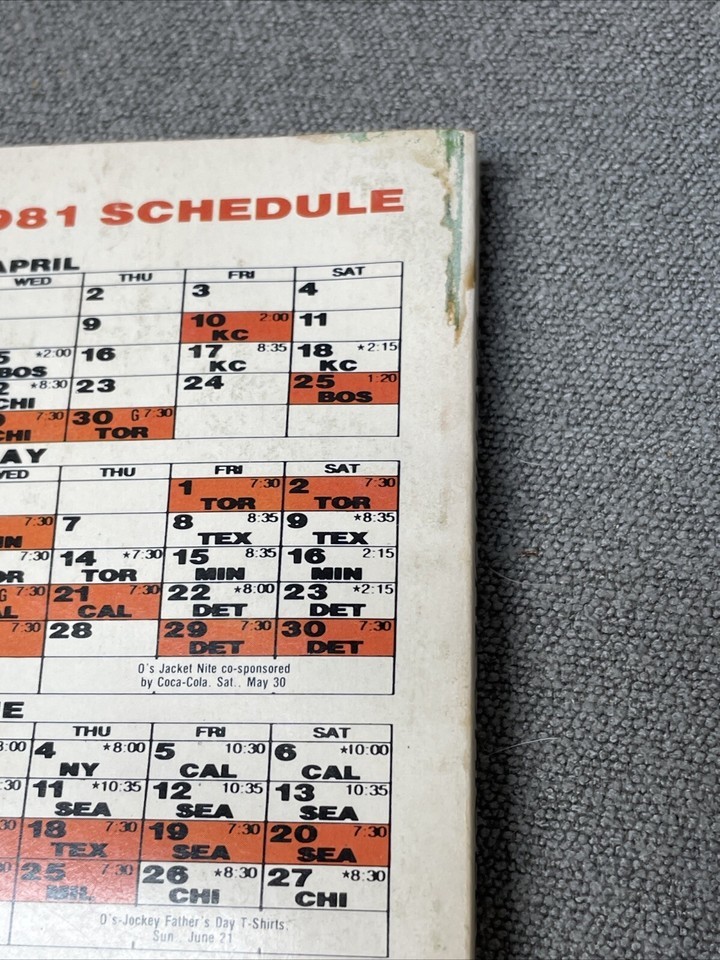 981 SCHEDULE
APRIL
WED THU FRI SAT
2 3 4
9 10 2:00 11
KC
5 *2:00 16 17 8:35 18 *2:15
BOS KC KC
2 *8:30 23 24 25 1:20
CHI BOS
7:30 30 G 7:30
CHI TOR
AY
WED THU FRI SAT
1 7:30 2 7:30
TOR TOR
7:30 7 8 8:35 9 *8:35
IN TEX TEX
7:30 14 *7:30 15 8:35 16 2:15
OR TOR MIN MIN
G 7:30 21 7:30 22 *8:00 23 *2:15
AL CAL DET DET
7:30 28 29 7:30 30 7:30
DET DET
O's Jacket Nite co-sponsored
by Coca-Cola. Sat., May 30
E
THU FRI SAT
8:00 4 *8:00 5 10:30 6 *10:00
NY CAL CAL
:30 11 *10:35 12 10:35 13 10:35
SEA SEA SEA
30 18 7:30 19 7:30 20 7:30
TEX SEA SEA
25 7:30 26 *8:30 27 *8:30
MIL CHI CHI
O's-Jockey Father's Day T-Shirts,
Sun., June 21